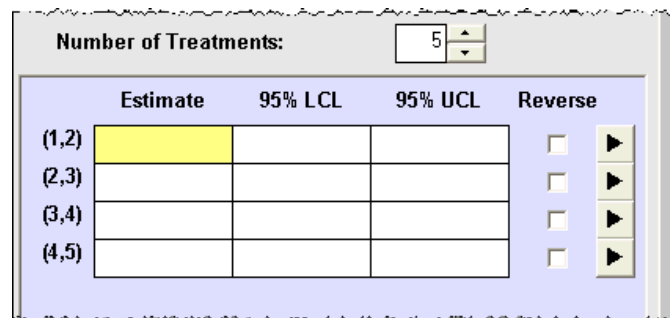 Number of Treatments: 5
Estimate 95% LCL 95% UCL Reverse
(1,2)
(2,3)
(3,4)
(4,5)